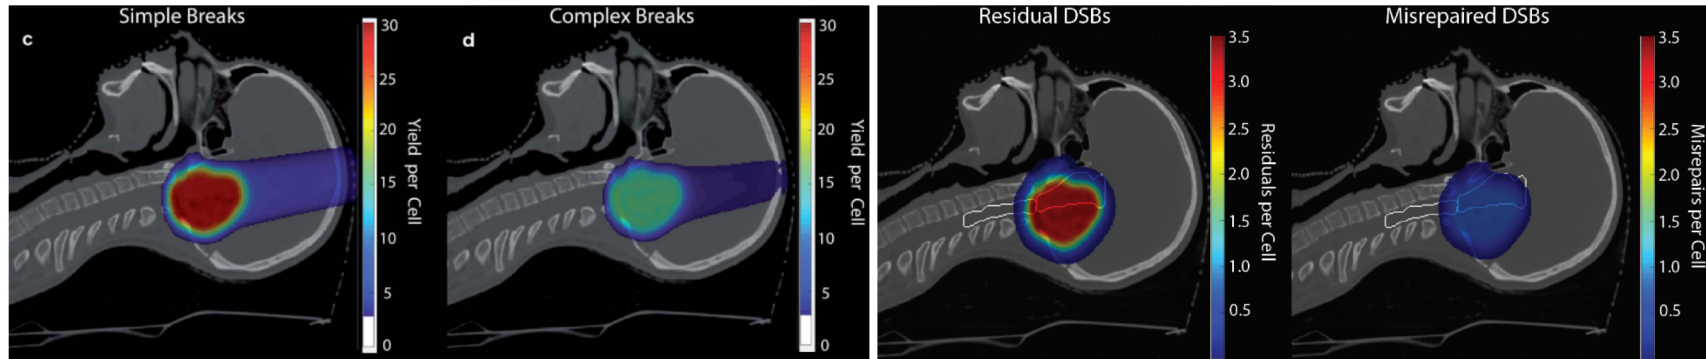 Simple Breaks
c
30
25
20
15
10
5
0
Yield per Cell
Complex Breaks
d
30
25
20
15
10
5
0
Yield per Cell
Residual DSBs
3.5
3.0
2.5
2.0
1.5
1.0
0.5
Residuals per Cell
Misrepaired DSBs
3.5
3.0
2.5
2.0
1.5
1.0
0.5
Misrepairs per Cell